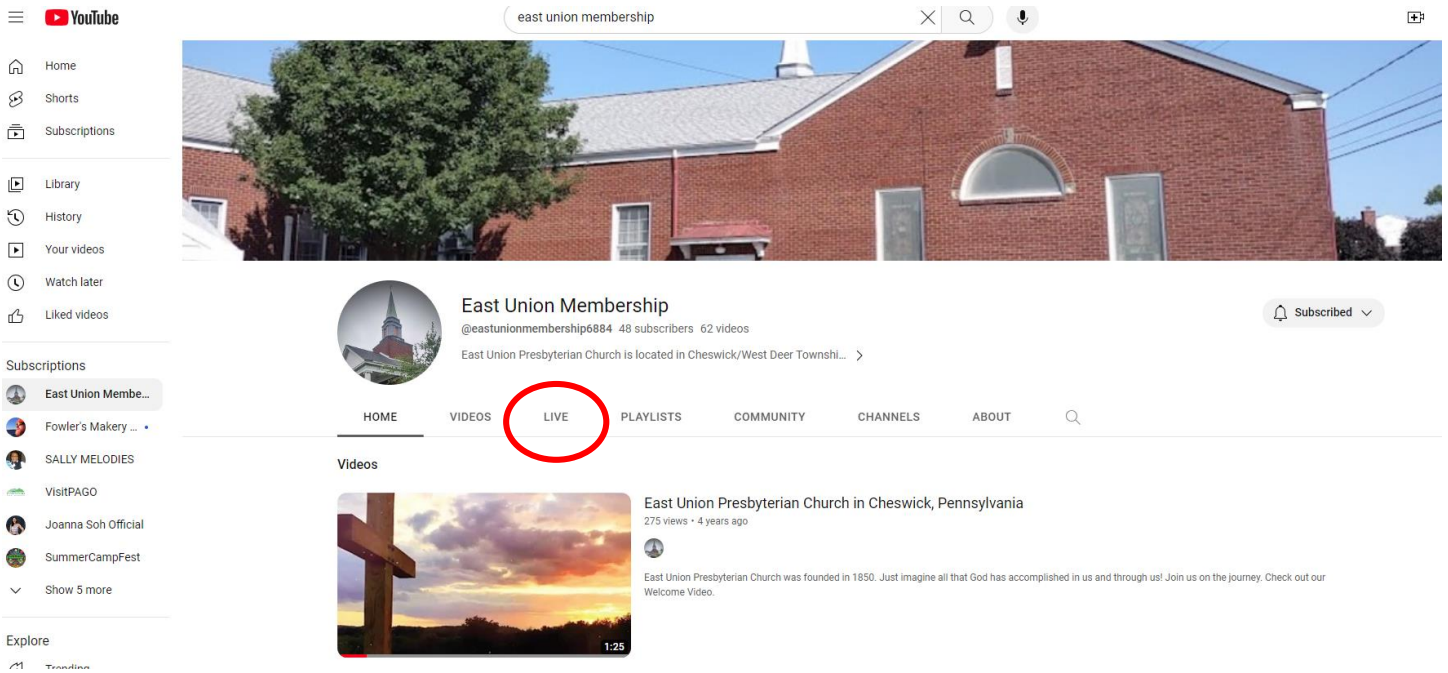 YouTube
east union membership
Home
Shorts
Subscriptions
Library
History
Your videos
Watch later
Liked videos
Subscriptions
East Union Membe...
Fowler's Makery ...
SALLY MELODIES
VisitPAGO
Joanna Soh Official
SummerCampFest
Show 5 more
Explore
Trending
East Union Membership
@eastunionmembership6884 48 subscribers 62 videos
East Union Presbyterian Church is located in Cheswick/West Deer Townshi...
Subscribed
HOME VIDEOS LIVE PLAYLISTS COMMUNITY CHANNELS ABOUT
Videos
1:25
East Union Presbyterian Church in Cheswick, Pennsylvania
275 views • 4 years ago
East Union Presbyterian Church was founded in 1850. Just imagine all that God has accomplished in us and through us! Join us on the journey. Check out our
Welcome Video.